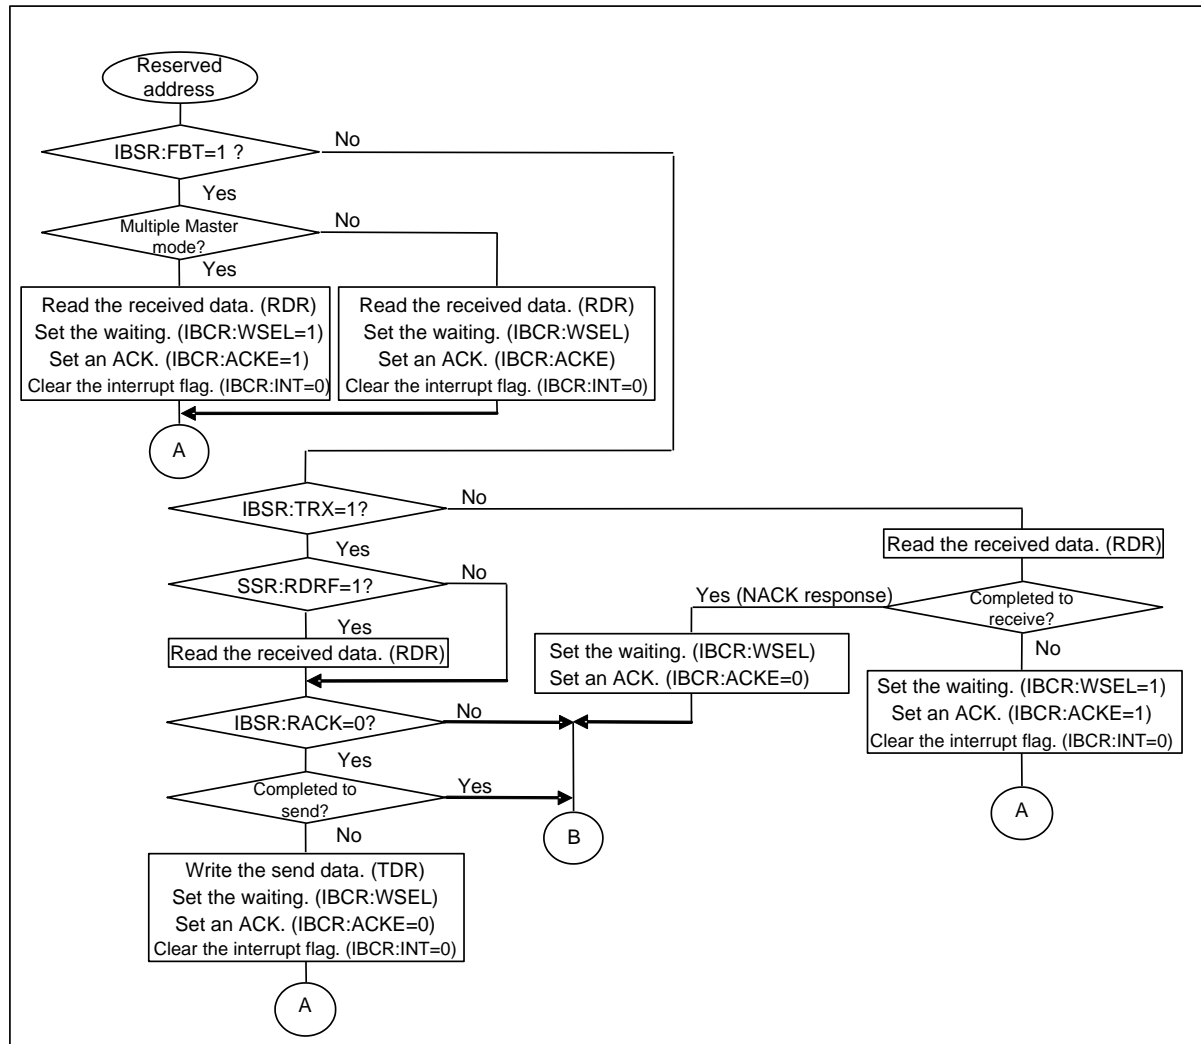 Reserved
address
IBSR:FBT=1 ?
No
Yes
Multiple Master
mode?
No
Yes
Read the received data. (RDR)
Set the waiting. (IBCR:WSEL=1)
Set an ACK. (IBCR:ACKE=1)
Clear the interrupt flag. (IBCR:INT=0)
Read the received data. (RDR)
Set the waiting. (IBCR:WSEL)
Set an ACK. (IBCR:ACKE)
Clear the interrupt flag. (IBCR:INT=0)
A
IBSR:TRX=1?
No
Yes
Read the received data. (RDR)
SSR:RDRF=1?
No
Yes
Yes (NACK response)
Completed to
receive?
No
Read the received data. (RDR)
Set the waiting. (IBCR:WSEL)
Set an ACK. (IBCR:ACKE=0)
Set the waiting. (IBCR:WSEL=1)
Set an ACK. (IBCR:ACKE=1)
Clear the interrupt flag. (IBCR:INT=0)
IBSR:RACK=0?
No
Yes
Completed to
send?
Yes
No
B
A
Write the send data. (TDR)
Set the waiting. (IBCR:WSEL)
Set an ACK. (IBCR:ACKE=0)
Clear the interrupt flag. (IBCR:INT=0)
A